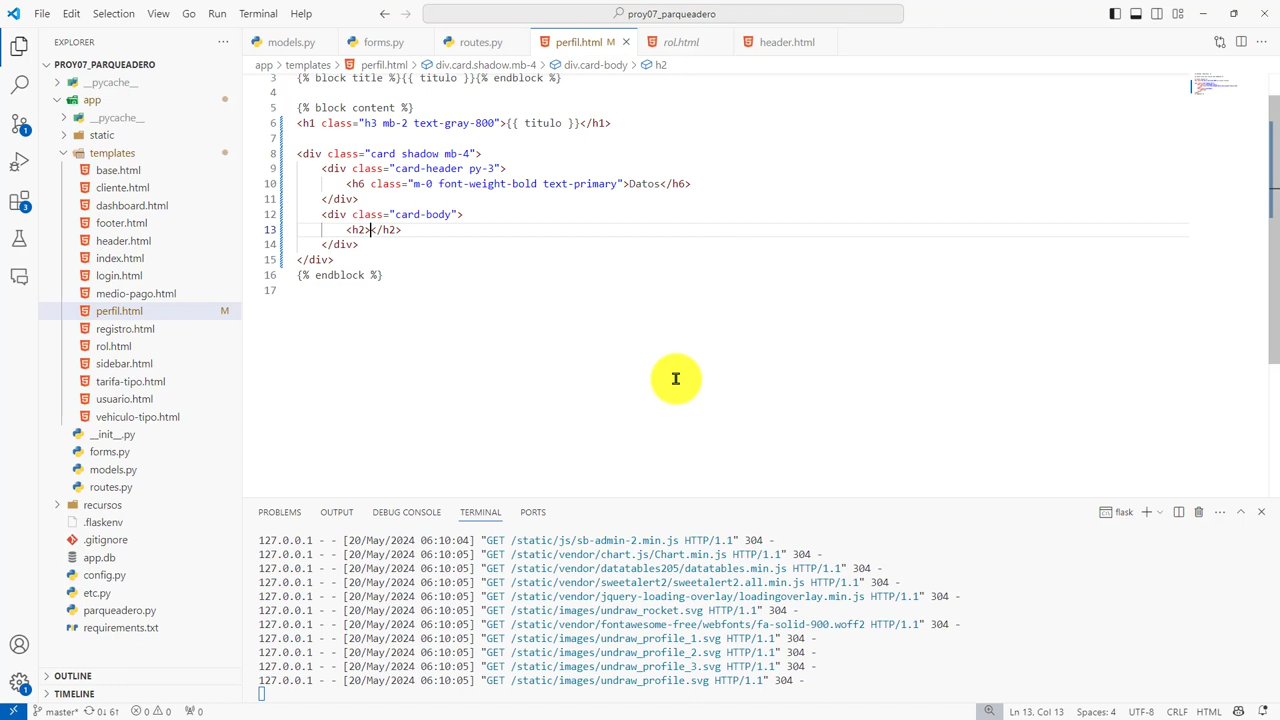 File Edit Selection View Go Run Terminal Help
proy07_parqueadero
EXPLORER
models.py
forms.py
routes.py
perfil.html M
rol.html
header.html
PROY07_PARQUEADERO
app > templates > perfil.html > div.card.shadow.mb-4 > div.card-body > h2
__pycache__
app
__pycache__
static
templates
base.html
cliente.html
dashboard.html
footer.html
header.html
index.html
login.html
medio-pago.html
perfil.html M
registro.html
rol.html
sidebar.html
tarifa-tipo.html
usuario.html
vehiculo-tipo.html
__init__.py
forms.py
models.py
routes.py
recursos
.flaskenv
.gitignore
app.db
config.py
etc.py
parqueadero.py
requirements.txt
OUTLINE
TIMELINE
1
3
1
3 {% block title %}{{ titulo }}{% endblock %}
4
5 {% block content %}
6 <h1 class="h3 mb-2 text-gray-800">{{ titulo }}</h1>
7
8 <div class="card shadow mb-4">
9 <div class="card-header py-3">
10 <h6 class="m-0 font-weight-bold text-primary">Datos</h6>
11 </div>
12 <div class="card-body">
13 <h2></h2>
14 </div>
15 </div>
16 {% endblock %}
17
PROBLEMS OUTPUT DEBUG CONSOLE TERMINAL PORTS
flask
127.0.0.1 - - [20/May/2024 06:10:04] "GET /static/js/sb-admin-2.min.js HTTP/1.1" 304 -
127.0.0.1 - - [20/May/2024 06:10:05] "GET /static/vendor/chart.js/Chart.min.js HTTP/1.1" 304 -
127.0.0.1 - - [20/May/2024 06:10:05] "GET /static/vendor/datatables205/datatables.min.js HTTP/1.1" 304 -
127.0.0.1 - - [20/May/2024 06:10:05] "GET /static/vendor/sweetalert2/sweetalert2.all.min.js HTTP/1.1" 304 -
127.0.0.1 - - [20/May/2024 06:10:05] "GET /static/vendor/jquery-loading-overlay/loadingoverlay.min.js HTTP/1.1" 304 -
127.0.0.1 - - [20/May/2024 06:10:05] "GET /static/images/undraw_rocket.svg HTTP/1.1" 304 -
127.0.0.1 - - [20/May/2024 06:10:05] "GET /static/vendor/fontawesome-free/webfonts/fa-solid-900.woff2 HTTP/1.1" 304 -
127.0.0.1 - - [20/May/2024 06:10:05] "GET /static/images/undraw_profile_1.svg HTTP/1.1" 304 -
127.0.0.1 - - [20/May/2024 06:10:05] "GET /static/images/undraw_profile_2.svg HTTP/1.1" 304 -
127.0.0.1 - - [20/May/2024 06:10:05] "GET /static/images/undraw_profile_3.svg HTTP/1.1" 304 -
127.0.0.1 - - [20/May/2024 06:10:05] "GET /static/images/undraw_profile.svg HTTP/1.1" 304 -
master* 0↓ 6↑ 0 0 0
Ln 13, Col 13 Spaces: 4 UTF-8 CRLF HTML